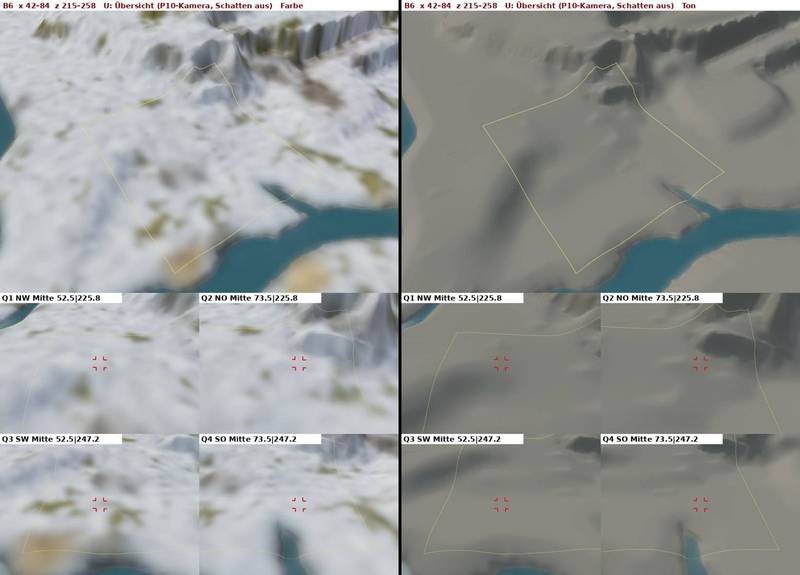 B6 x 42-84 z 215-258 U: Übersicht (P10-Kamera, Schatten aus) Farbe
B6 x 42-84 z 215-258 U: Übersicht (P10-Kamera, Schatten aus) Ton
Q1 NW Mitte 52.5|225.8
Q2 NO Mitte 73.5|225.8
Q1 NW Mitte 52.5|225.8
Q2 NO Mitte 73.5|225.8
Q3 SW Mitte 52.5|247.2
Q4 SO Mitte 73.5|247.2
Q3 SW Mitte 52.5|247.2
Q4 SO Mitte 73.5|247.2